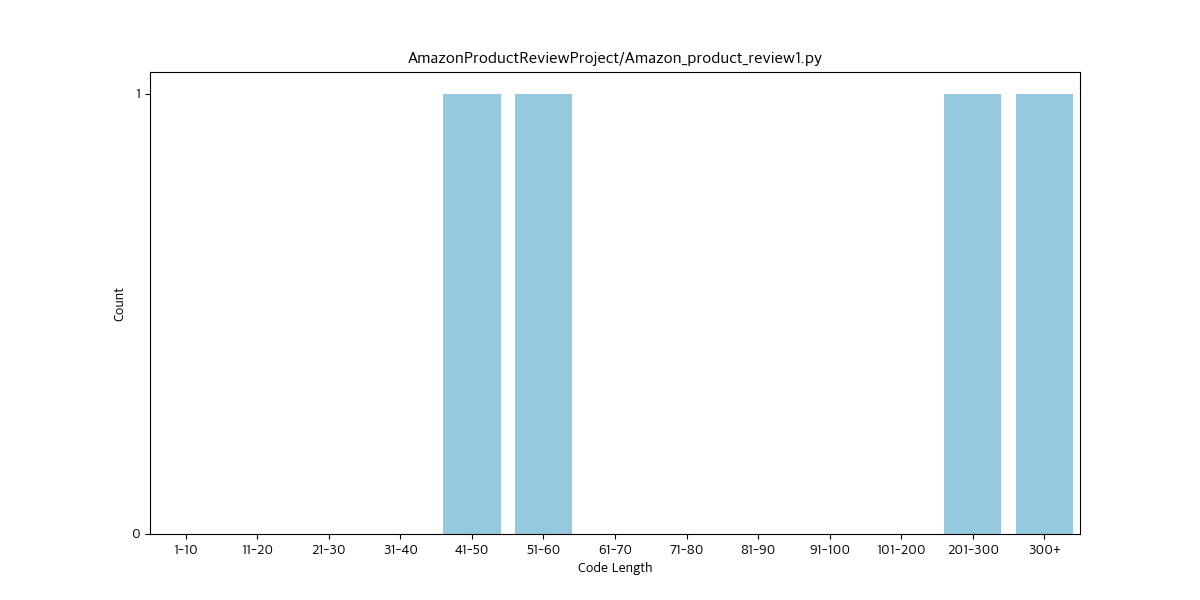 AmazonProductReviewProject/Amazon_product_review1.py
1
Count
0
1-10 11-20 21-30 31-40 41-50 51-60 61-70 71-80 81-90 91-100 101-200 201-300 300+
Code Length